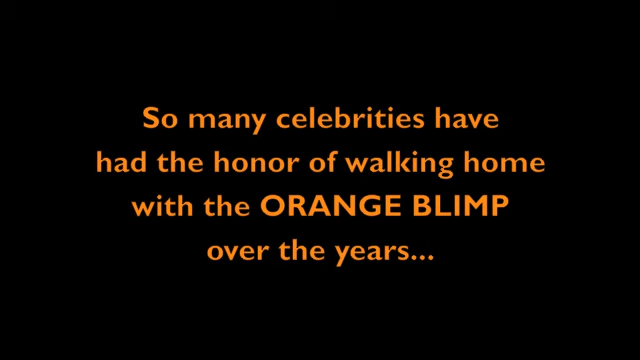 So many celebrities have
had the honor of walking home
with the ORANGE BLIMP
over the years...